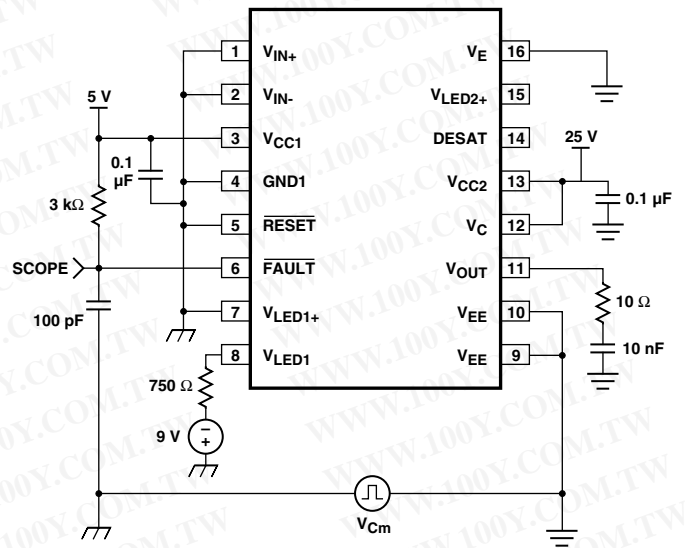 1 V_IN+
2 V_IN-
3 V_CC1
4 GND1
5 RESET
6 FAULT
7 V_LED1+
8 V_LED1
V_E 16
V_LED2+ 15
DESAT 14
V_CC2 13
V_C 12
V_OUT 11
V_EE 10
V_EE 9
5 V
0.1
µF
3 kΩ
SCOPE
100 pF
750 Ω
9 V
− +
25 V
0.1 µF
10 Ω
10 nF
V_Cm
WWW.100Y.COM.TW